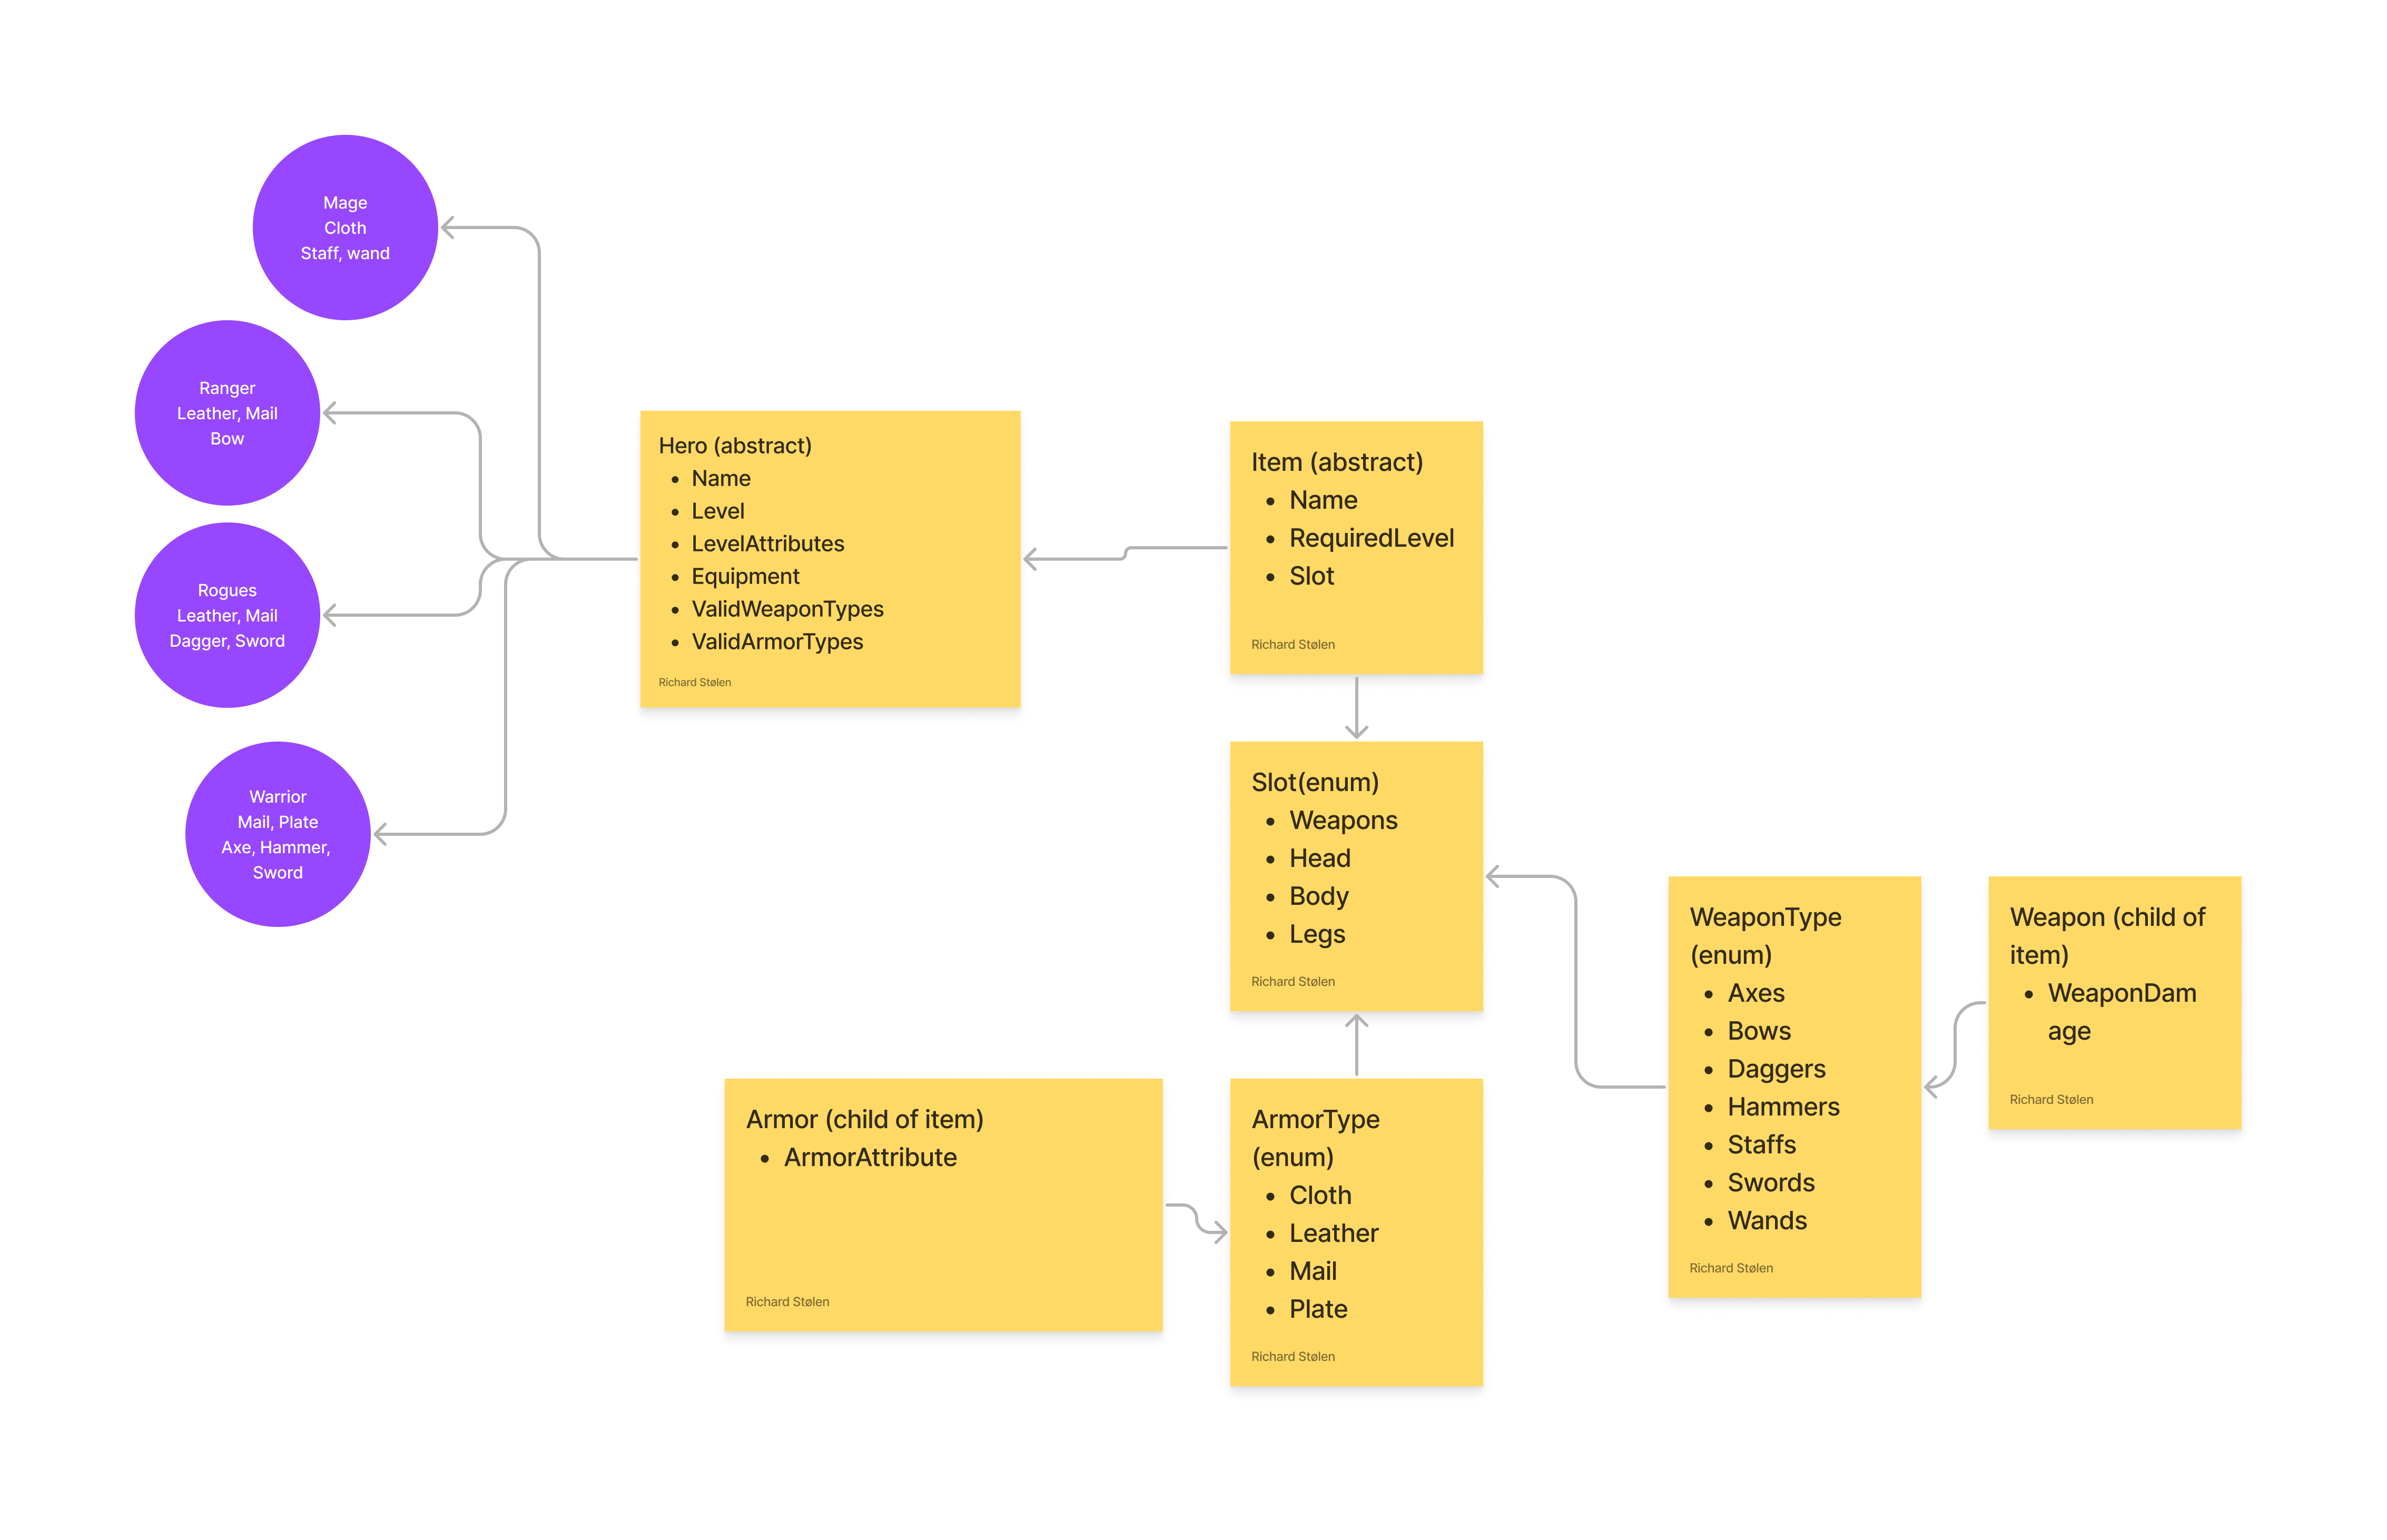 Mage
Cloth
Staff, wand
Ranger
Leather, Mail
Bow
Rogues
Leather, Mail
Dagger, Sword
Warrior
Mail, Plate
Axe, Hammer,
Sword
Hero (abstract)
• Name
• Level
• LevelAttributes
• Equipment
• ValidWeaponTypes
• ValidArmorTypes
Richard Stølen
Item (abstract)
• Name
• RequiredLevel
• Slot
Richard Stølen
Slot(enum)
• Weapons
• Head
• Body
• Legs
Richard Stølen
Armor (child of item)
• ArmorAttribute
Richard Stølen
ArmorType
(enum)
• Cloth
• Leather
• Mail
• Plate
Richard Stølen
WeaponType
(enum)
• Axes
• Bows
• Daggers
• Hammers
• Staffs
• Swords
• Wands
Richard Stølen
Weapon (child of
item)
• WeaponDam
age
Richard Stølen